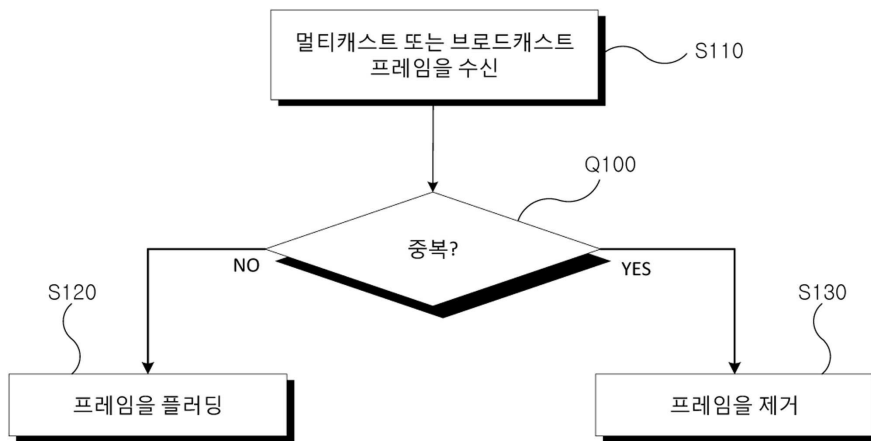 멀티캐스트 또는 브로드캐스트
프레임을 수신
S110
Q100
중복?
NO
YES
S120
S130
프레임을 플러딩
프레임을 제거